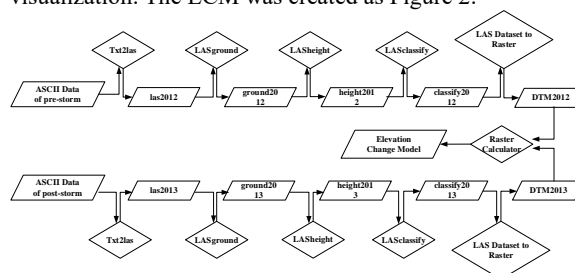 visualization. The ECM was created as Figure 2.
Txt2las
LASground
LASheight
LASclassify
LAS Dataset to
Raster
ASCII Data
of pre-storm
las2012
ground20
12
height201
2
classify20
12
DTM2012
Elevation
Change Model
Raster
Calculator
ASCII Data
of post-storm
las2013
ground20
13
height201
3
classify20
13
DTM2013
Txt2las
LASground
LASheight
LASclassify
LAS Dataset to
Raster